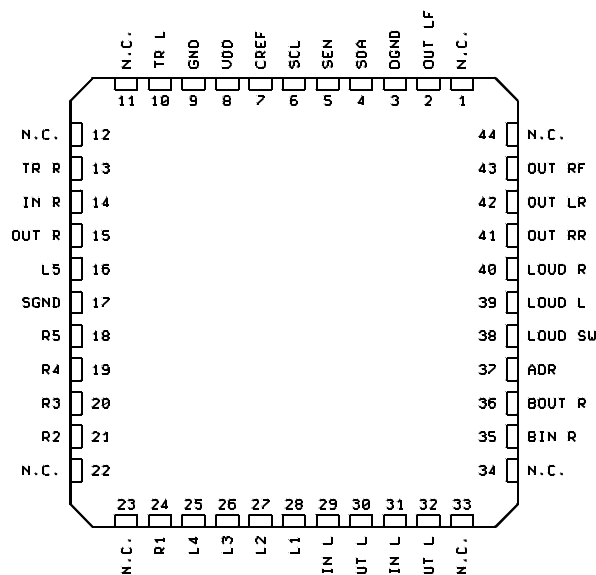 N.C. TR L GND VDD CREF SCL SEN SDA DGND OUT LF N.C.
11 10 9 8 7 6 5 4 3 2 1
N.C. 12 44 N.C.
TR R 13 43 OUT RF
IN R 14 42 OUT LR
OUT R 15 41 OUT RR
L5 16 40 LOUD R
SGND 17 39 LOUD L
R5 18 38 LOUD SW
R4 19 37 ADR
R3 20 36 BOUT R
R2 21 35 BIN R
N.C. 22 34 N.C.
23 24 25 26 27 28 29 30 31 32 33
N.C. R1 L4 L3 L2 L1 IN L UT L IN L UT L N.C.